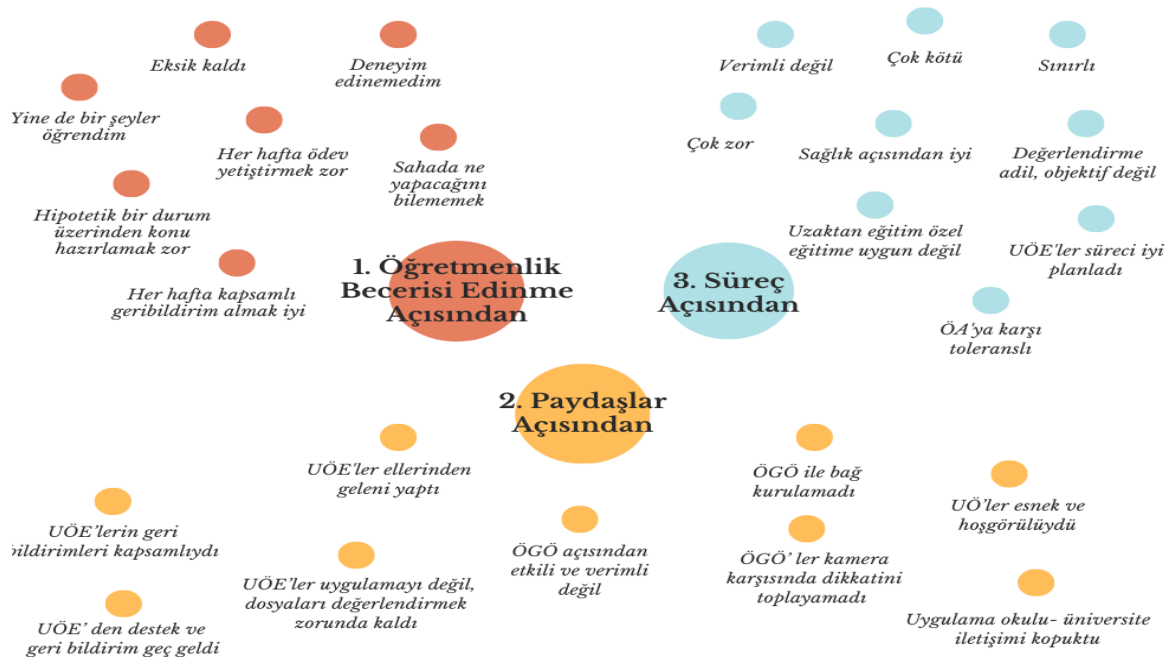 Eksik kaldı
Deneyim
edinemedim
Yine de bir şeyler
öğrendim
Her hafta ödev
yetiştirmek zor
Sahada ne
yapacağını
bilememek
Hipotetik bir durum
üzerinden konu
hazırlamak zor
Her hafta kapsamlı
geribildirim almak iyi
1. Öğretmenlik
Becerisi Edinme
Açısından
Verimli değil
Çok kötü
Sınırlı
Çok zor
Sağlık açısından iyi
Değerlendirme
adil, objektif değil
Uzaktan eğitim özel
eğitime uygun değil
UÖE'ler süreci iyi
planladı
3. Süreç
Açısından
ÖA'ya karşı
toleranslı
2. Paydaşlar
Açısından
UÖE'ler ellerinden
geleni yaptı
UÖE’lerin geri
bildirimleri kapsamlıydı
UÖE’ler uygulamayı değil,
dosyaları değerlendirmek
zorunda kaldı
UÖE’ den destek ve
geri bildirim geç geldi
ÖGÖ açısından
etkili ve verimli
değil
ÖGÖ ile bağ
kurulamadı
ÖGÖ’ ler kamera
karşısında dikkatini
toplayamadı
UÖ’ler esnek ve
hoşgörülüydü
Uygulama okulu- üniversite
iletişimi kopuktu